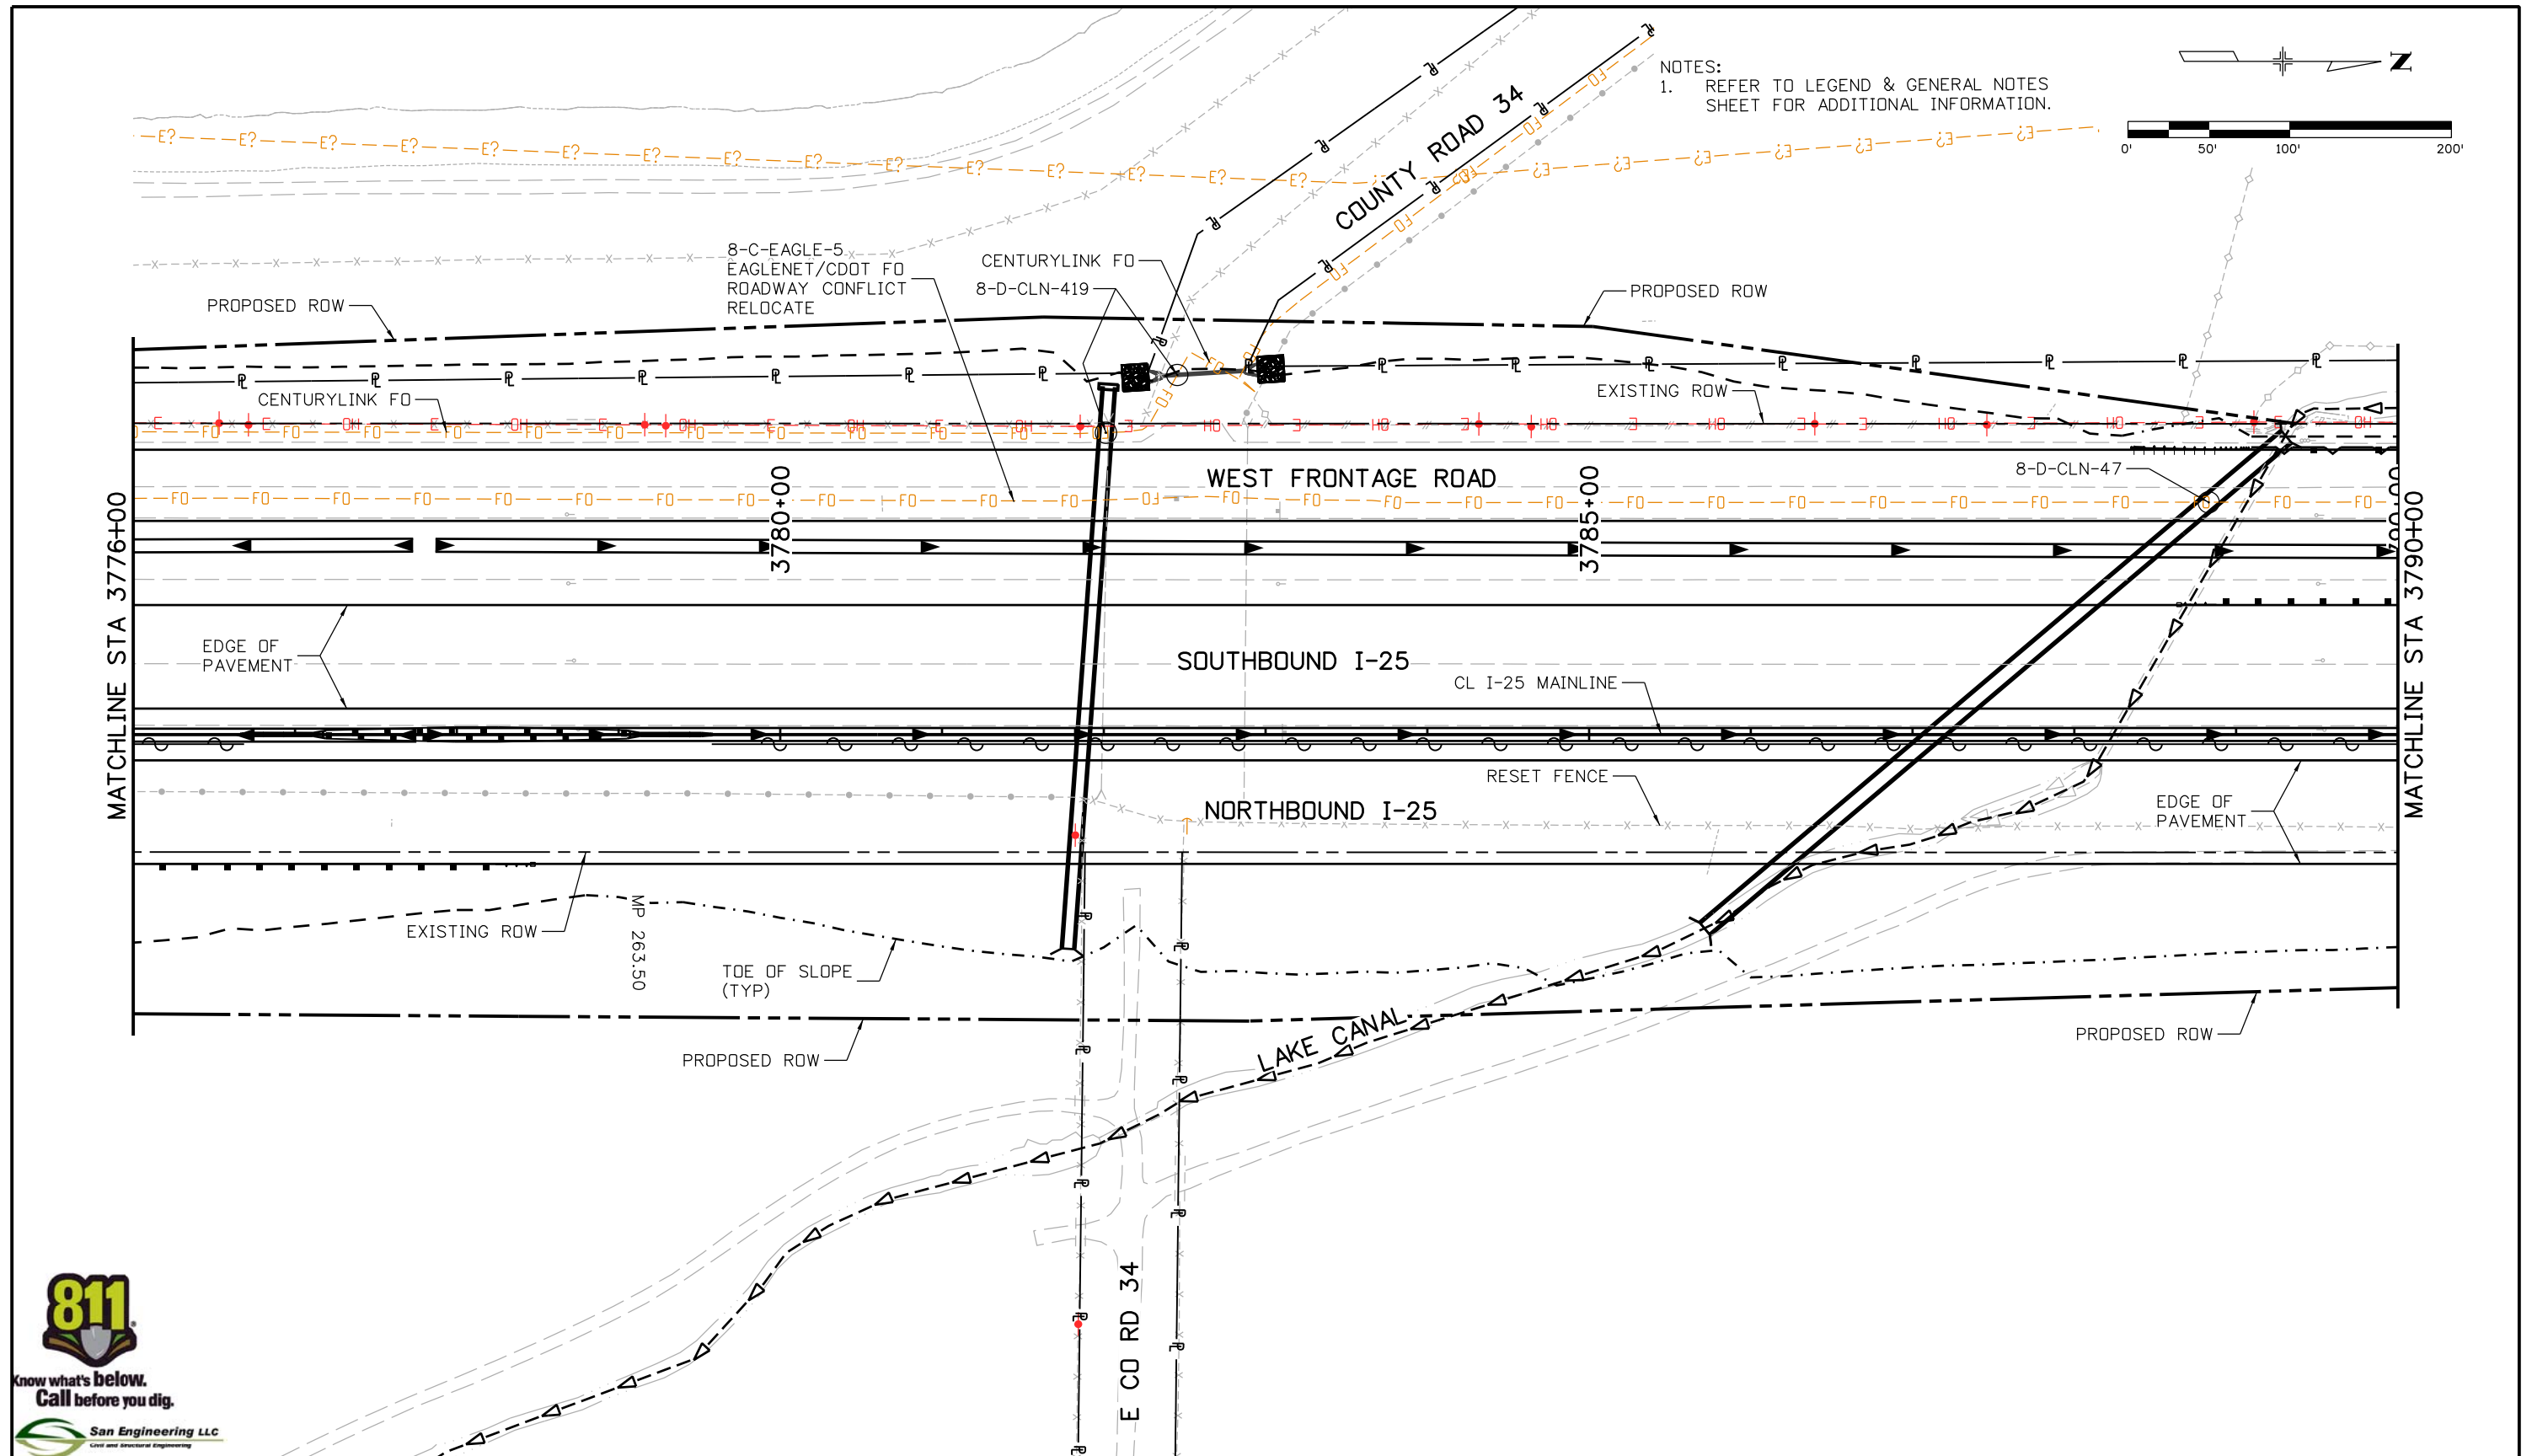 NOTES:
1. REFER TO LEGEND & GENERAL NOTES
SHEET FOR ADDITIONAL INFORMATION.
N
0' 50' 100' 200'
COUNTY ROAD 34
8-C-EAGLE-5
EAGLENET/CDOT FO
ROADWAY CONFLICT
RELOCATE
CENTURYLINK FO
8-D-CLN-419
PROPOSED ROW
PROPOSED ROW
CENTURYLINK FO
EXISTING ROW
8-D-CLN-47
WEST FRONTAGE ROAD
3780+00
3785+00
MATCHLINE STA 3776+00
MATCHLINE STA 3790+00
EDGE OF
PAVEMENT
SOUTHBOUND I-25
CL I-25 MAINLINE
RESET FENCE
NORTHBOUND I-25
EDGE OF
PAVEMENT
EXISTING ROW
MP 263.50
TOE OF SLOPE
(TYP)
PROPOSED ROW
LAKE CANAL
PROPOSED ROW
E CO RD 34
811
Know what's below.
Call before you dig.
San Engineering LLC
Civil and Structural Engineering